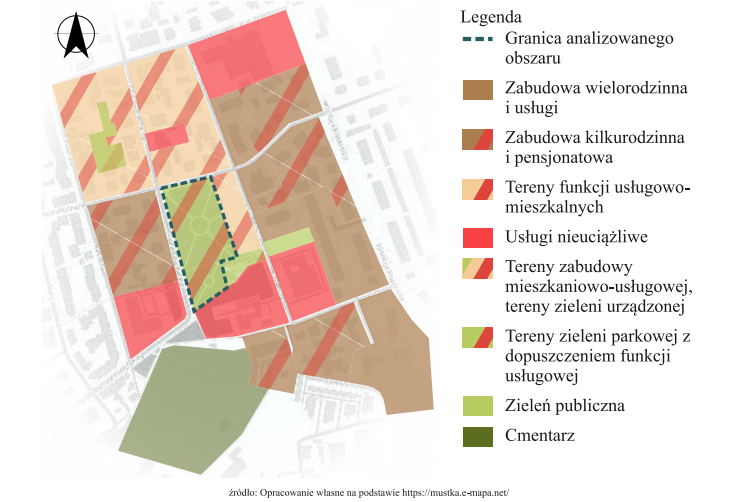 Legenda
Granica analizowanego
obszaru
Zabudowa wielorodzinna
i usługi
Zabudowa kilkurodzinna
i pensjonatowa
Tereny funkcji usługowo-
mieszkalnych
Usługi nieuciążliwe
Tereny zabudowy
mieszkaniowo-usługowej,
tereny zieleni urządzonej
Tereny zieleni parkowej z
dopuszczeniem funkcji
usługowej
Zieleń publiczna
Cmentarz
źródło: Opracowanie własne na podstawie https://mustka.e-mapa.net/